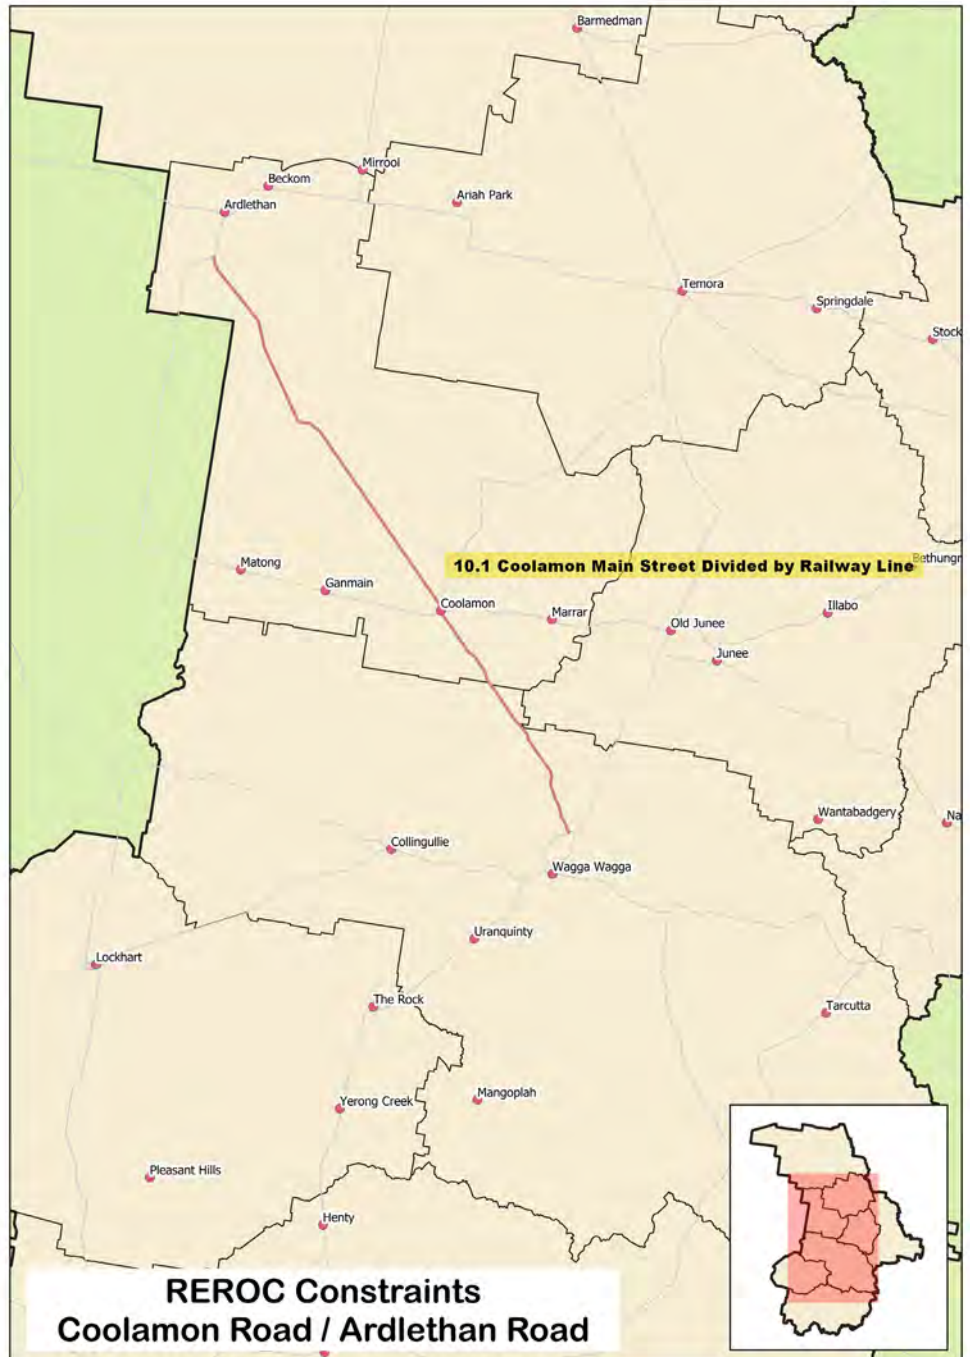 Barmedman
Mirrool
Beckom
Ariah Park
Ardlethan
Temora
Springdale
Stock
10.1 Coolamon Main Street Divided by Railway Line
Bethungr
Matong
Ganmain
Coolamon
Marrar
Illabo
Old Junee
Junee
Wantabadgery
Na
Collingullie
Wagga Wagga
Uranquinty
Lockhart
The Rock
Tarcutta
Mangoplah
Yerong Creek
Pleasant Hills
Henty
REROC Constraints
Coolamon Road / Ardlethan Road